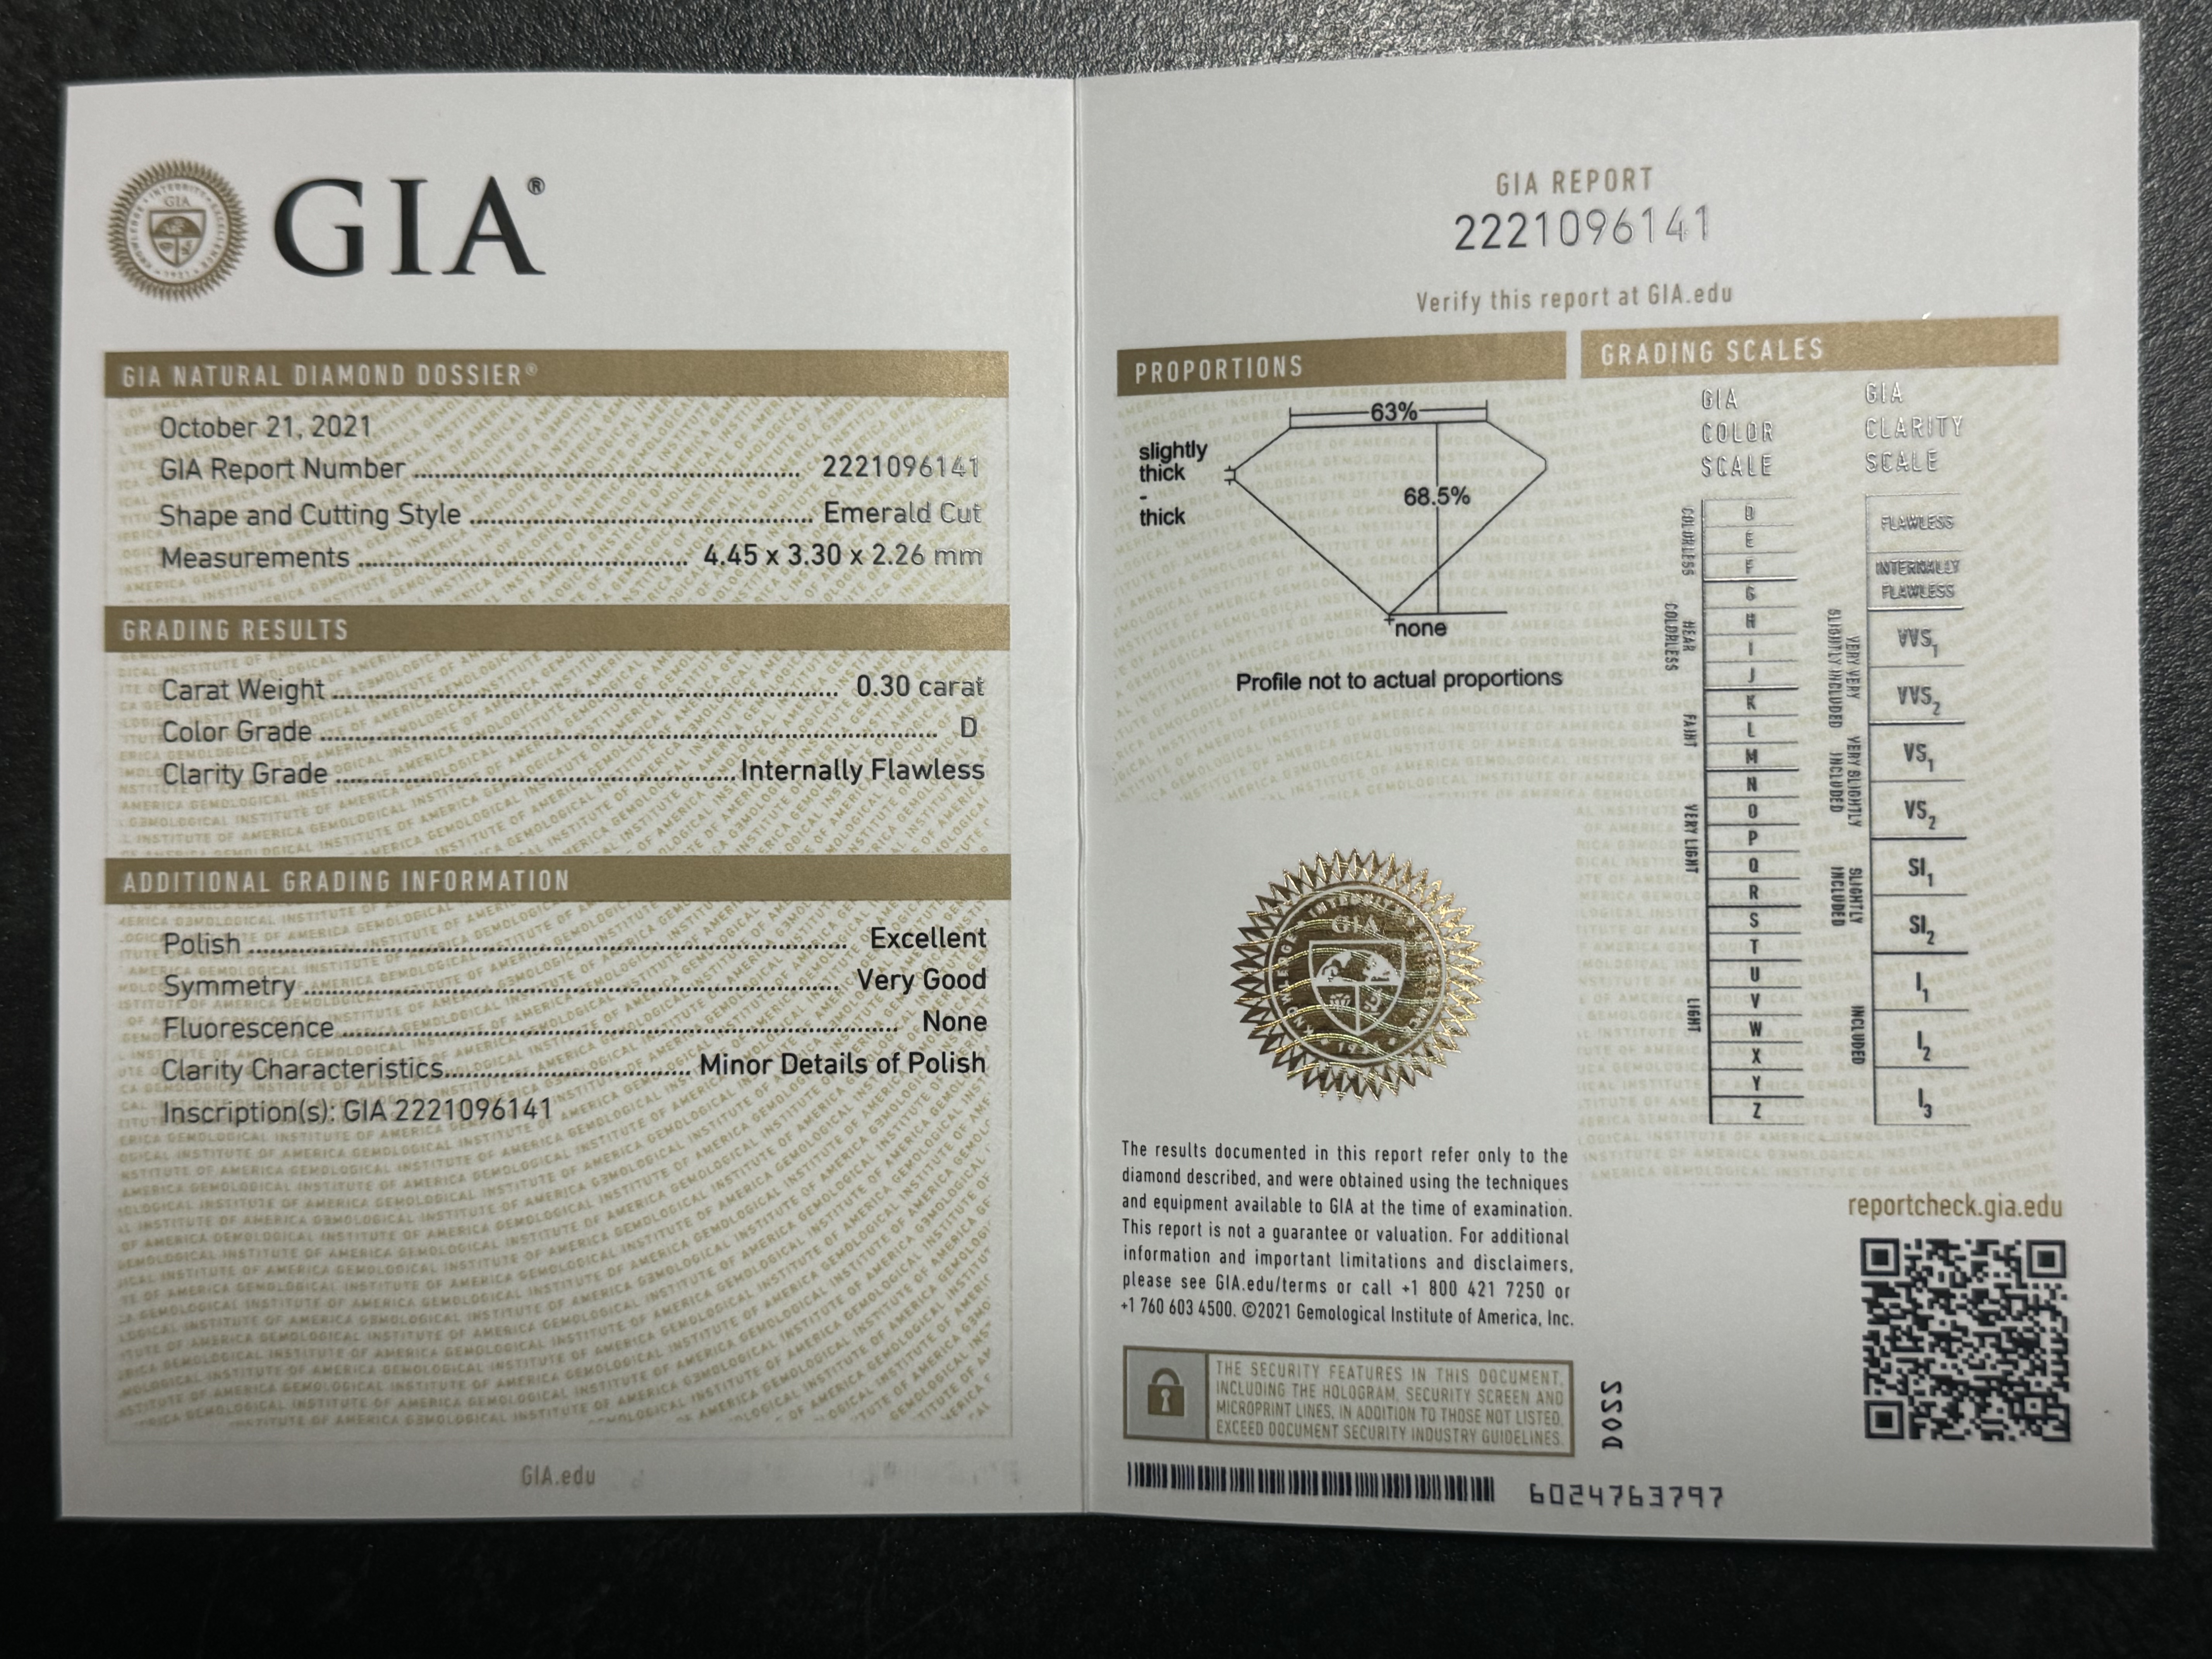 GIA®
GIA NATURAL DIAMOND DOSSIER®
October 21, 2021
GIA Report Number 2221096141
Shape and Cutting Style Emerald Cut
Measurements 4.45 x 3.30 x 2.26 mm
GRADING RESULTS
Carat Weight 0.30 carat
Color Grade D
Clarity Grade Internally Flawless
ADDITIONAL GRADING INFORMATION
Polish Excellent
Symmetry Very Good
Fluorescence None
Clarity Characteristics Minor Details of Polish
Inscription(s): GIA 2221096141
GIA.edu
GIA REPORT
2221096141
Verify this report at GIA.edu
PROPORTIONS
63%
slightly
thick
-
thick
68.5%
none
Profile not to actual proportions
GIA
The results documented in this report refer only to the
diamond described, and were obtained using the techniques
and equipment available to GIA at the time of examination.
This report is not a guarantee or valuation. For additional
information and important limitations and disclaimers,
please see GIA.edu/terms or call +1 800 421 7250 or
+1 760 603 4500. ©2021 Gemological Institute of America, Inc.
THE SECURITY FEATURES IN THIS DOCUMENT,
INCLUDING THE HOLOGRAM, SECURITY SCREEN AND
MICROPRINT LINES, IN ADDITION TO THOSE NOT LISTED,
EXCEED DOCUMENT SECURITY INDUSTRY GUIDELINES.
6024763797
GRADING SCALES
GIA
COLOR
SCALE
COLORLESS
D
E
F
NEAR
COLORLESS
G
H
I
J
FAINT
K
L
M
VERY LIGHT
N
O
P
Q
R
LIGHT
S
T
U
V
W
X
Y
Z
GIA
CLARITY
SCALE
FLAWLESS
INTERNALLY
FLAWLESS
VERY VERY
SLIGHTLY INCLUDED
VVS1
VVS2
VERY SLIGHTLY
INCLUDED
VS1
VS2
SLIGHTLY
INCLUDED
SI1
SI2
INCLUDED
I1
I2
I3
reportcheck.gia.edu